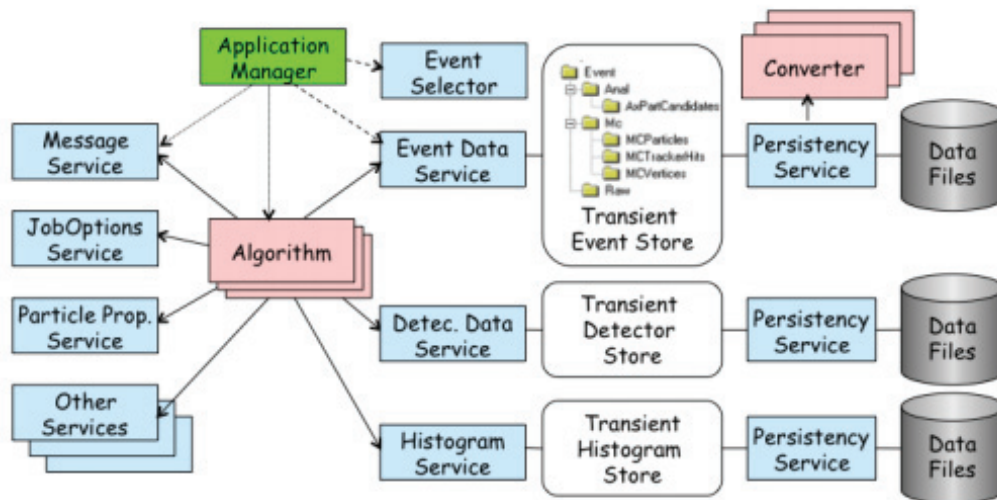 Application
Manager
Event
Selector
Converter
Event
Anal
AxPartCandidates
Mc
MCParticles
MCTrackerHits
MCVertices
Raw
Transient
Event Store
Message
Service
Event Data
Service
Persistency
Service
Data
Files
JobOptions
Service
Algorithm
Particle Prop.
Service
Detec. Data
Service
Transient
Detector
Store
Persistency
Service
Data
Files
Other
Services
Histogram
Service
Transient
Histogram
Store
Persistency
Service
Data
Files